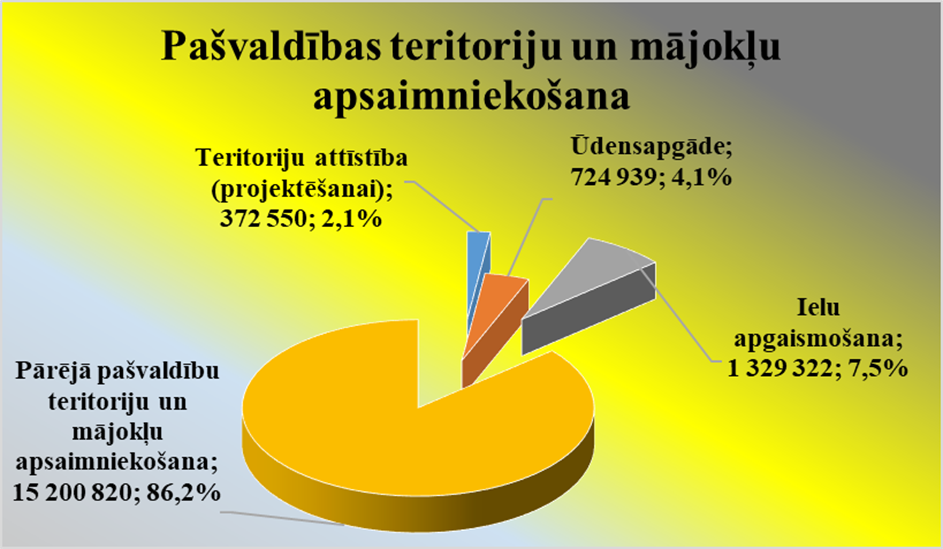 Pašvaldības teritoriju un mājokļu
apsaimniekošana
Teritoriju attīstība
(projektēšanai);
372 550; 2,1%
Ūdensapgāde;
724 939; 4,1%
Ielu
apgaismošana;
1 329 322; 7,5%
Pārējā pašvaldību
teritoriju un
mājokļu
apsaimniekošana;
15 200 820; 86,2%